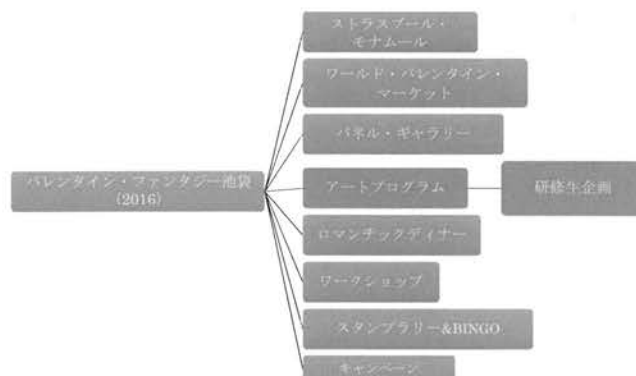 ストラスブール・
モナムール
ワールド・バレンタイン・
マーケット
パネル・ギャラリー
バレンタイン・ファンタジー池袋
(2016)
アートプログラム
研修生企画
ロマンチックディナー
ワークショップ
スタンプラリー&BINGO
キャンペーン